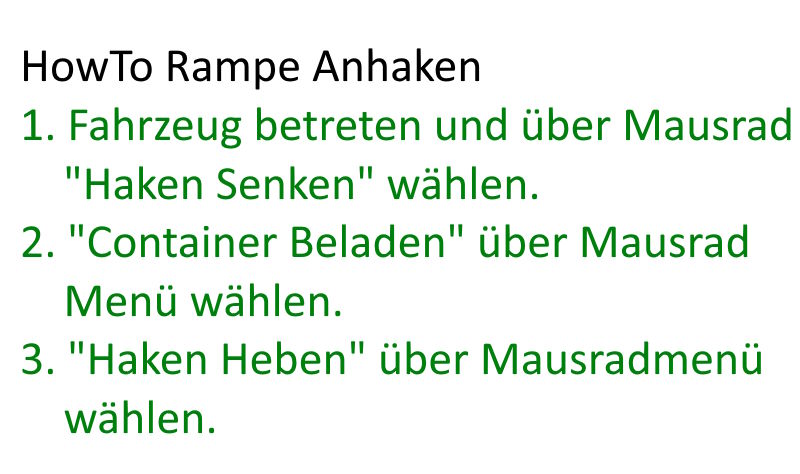 HowTo Rampe Anhaken
1. Fahrzeug betreten und über Mausrad
"Haken Senken" wählen.
2. "Container Beladen" über Mausrad
Menü wählen.
3. "Haken Heben" über Mausradmenü
wählen.